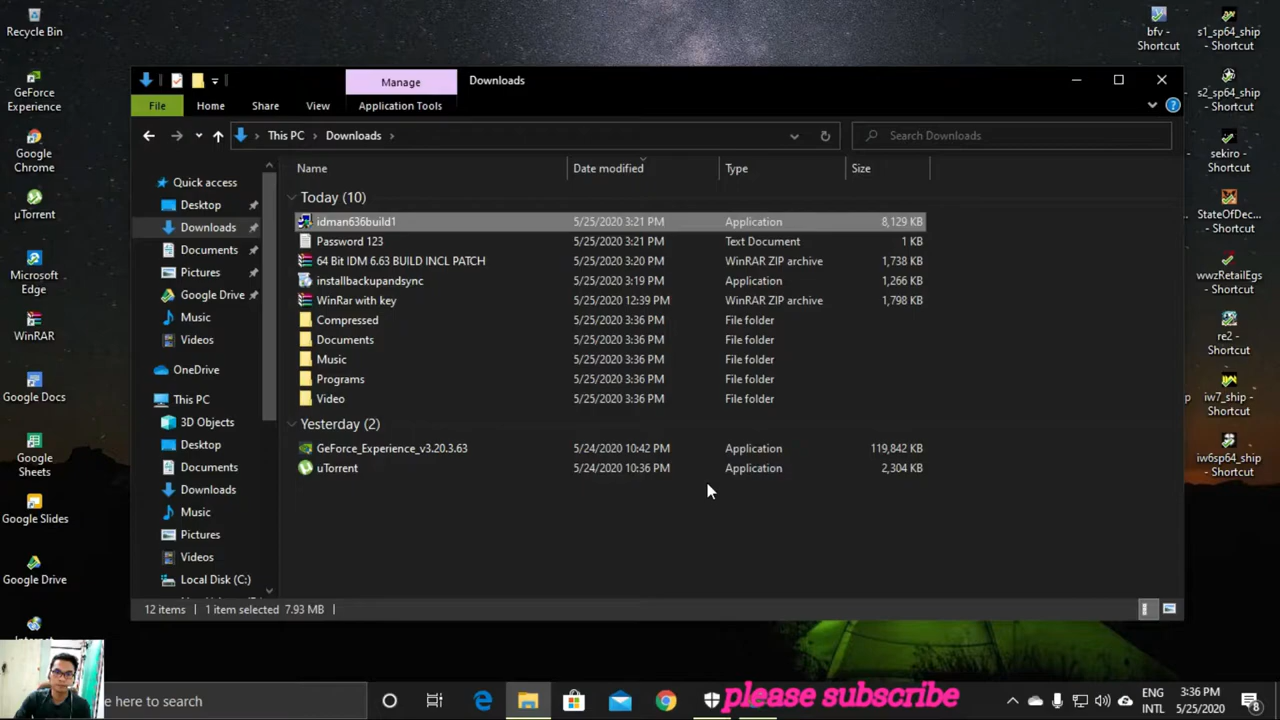 Recycle Bin
GeForce
Experience
Google
Chrome
µTorrent
Microsoft
Edge
WinRAR
Google Docs
Google
Sheets
Google Slides
Google Drive
bfv -
Shortcut
s1_sp64_ship
- Shortcut
s2_sp64_ship
- Shortcut
sekiro -
Shortcut
StateOfDec...
- Shortcut
wwzRetailEgs
- Shortcut
re2 -
Shortcut
iw7_ship -
Shortcut
iw6sp64_ship
- Shortcut
Manage
Downloads
File
Home
Share
View
Application Tools
This PC
Downloads
Search Downloads
Name
Date modified
Type
Size
Quick access
Desktop
Downloads
Documents
Pictures
Google Drive
Music
Videos
OneDrive
This PC
3D Objects
Desktop
Documents
Downloads
Music
Pictures
Videos
Local Disk (C:)
Today (10)
idman636build1 5/25/2020 3:21 PM Application 8,129 KB
Password 123 5/25/2020 3:21 PM Text Document 1 KB
64 Bit IDM 6.63 BUILD INCL PATCH 5/25/2020 3:20 PM WinRAR ZIP archive 1,738 KB
installbackupandsync 5/25/2020 3:19 PM Application 1,266 KB
WinRar with key 5/25/2020 12:39 PM WinRAR ZIP archive 1,798 KB
Compressed 5/25/2020 3:36 PM File folder
Documents 5/25/2020 3:36 PM File folder
Music 5/25/2020 3:36 PM File folder
Programs 5/25/2020 3:36 PM File folder
Video 5/25/2020 3:36 PM File folder
Yesterday (2)
GeForce_Experience_v3.20.3.63 5/24/2020 10:42 PM Application 119,842 KB
uTorrent 5/24/2020 10:36 PM Application 2,304 KB
12 items
1 item selected 7.93 MB
here to search
please subscribe
ENG
INTL
3:36 PM
5/25/2020
8